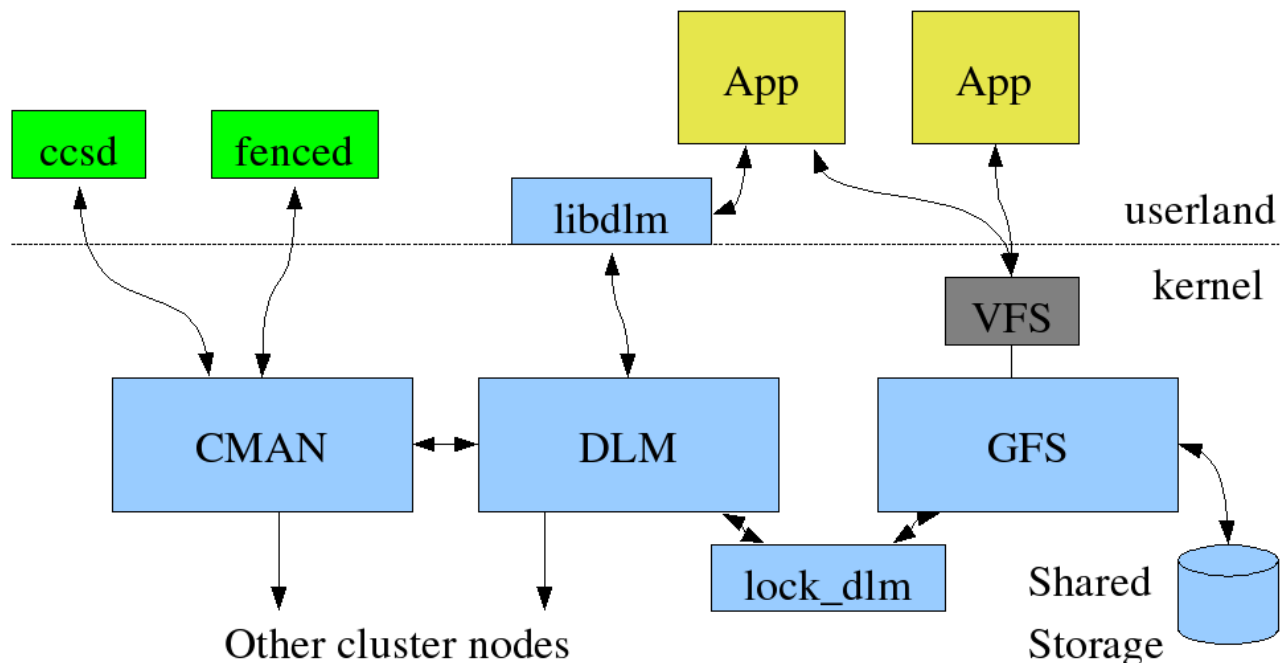 App
App
ccsd
fenced
libdlm
userland
kernel
VFS
CMAN
DLM
GFS
lock_dlm
Shared
Storage
Other cluster nodes